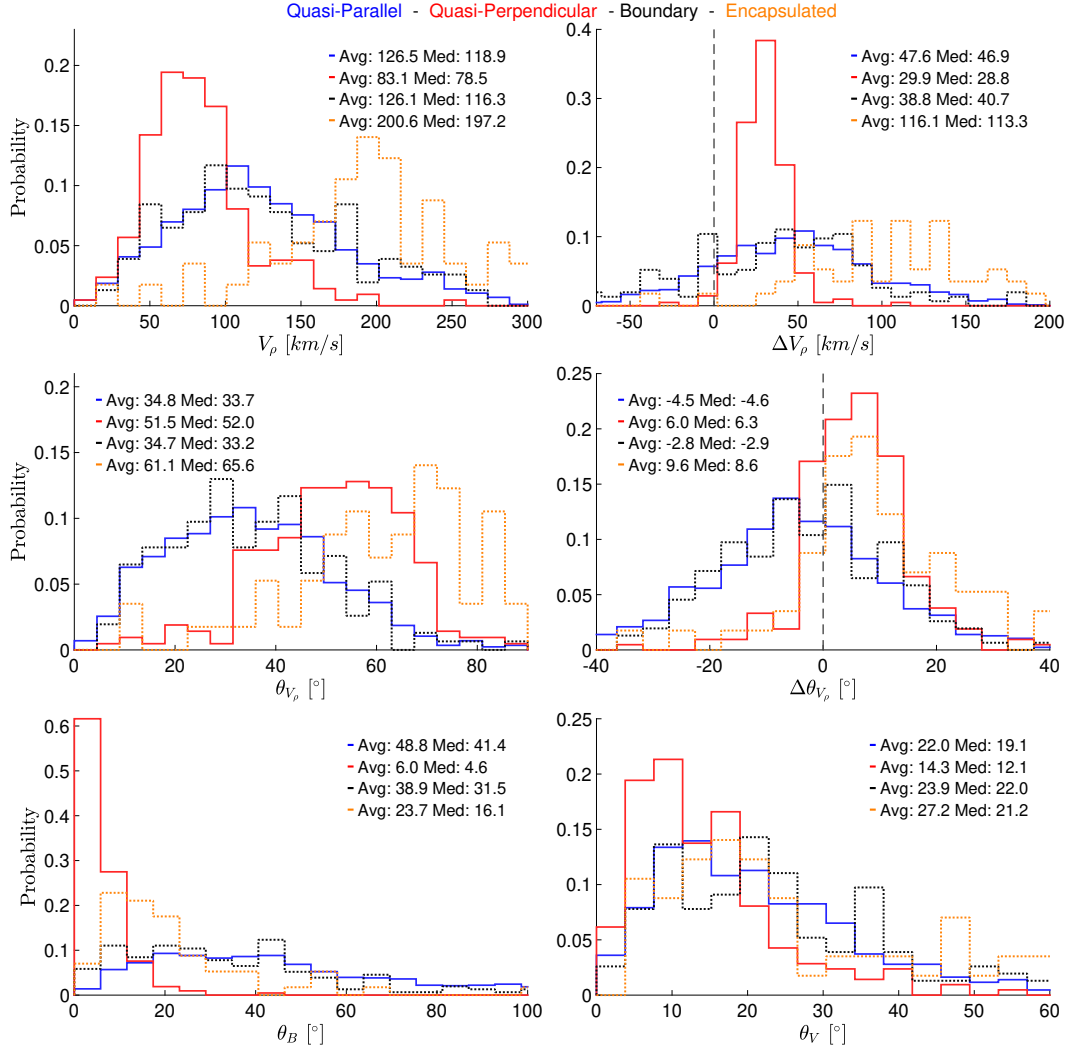 Quasi-Parallel - Quasi-Perpendicular - Boundary - Encapsulated
Probability
0.2
0.15
0.1
0.05
0
Avg: 126.5 Med: 118.9
Avg: 83.1 Med: 78.5
Avg: 126.1 Med: 116.3
Avg: 200.6 Med: 197.2
0 50 100 150 200 250 300
V_ρ [km/s]
0.4
0.3
0.2
0.1
0
Avg: 47.6 Med: 46.9
Avg: 29.9 Med: 28.8
Avg: 38.8 Med: 40.7
Avg: 116.1 Med: 113.3
-50 0 50 100 150 200
ΔV_ρ [km/s]
Probability
0.2
0.15
0.1
0.05
0
Avg: 34.8 Med: 33.7
Avg: 51.5 Med: 52.0
Avg: 34.7 Med: 33.2
Avg: 61.1 Med: 65.6
0 20 40 60 80
θ_{V_ρ} [°]
0.25
0.2
0.15
0.1
0.05
0
Avg: -4.5 Med: -4.6
Avg: 6.0 Med: 6.3
Avg: -2.8 Med: -2.9
Avg: 9.6 Med: 8.6
-40 -20 0 20 40
Δθ_{V_ρ} [°]
Probability
0.6
0.5
0.4
0.3
0.2
0.1
0
Avg: 48.8 Med: 41.4
Avg: 6.0 Med: 4.6
Avg: 38.9 Med: 31.5
Avg: 23.7 Med: 16.1
0 20 40 60 80 100
θ_B [°]
0.25
0.2
0.15
0.1
0.05
0
Avg: 22.0 Med: 19.1
Avg: 14.3 Med: 12.1
Avg: 23.9 Med: 22.0
Avg: 27.2 Med: 21.2
0 10 20 30 40 50 60
θ_V [°]